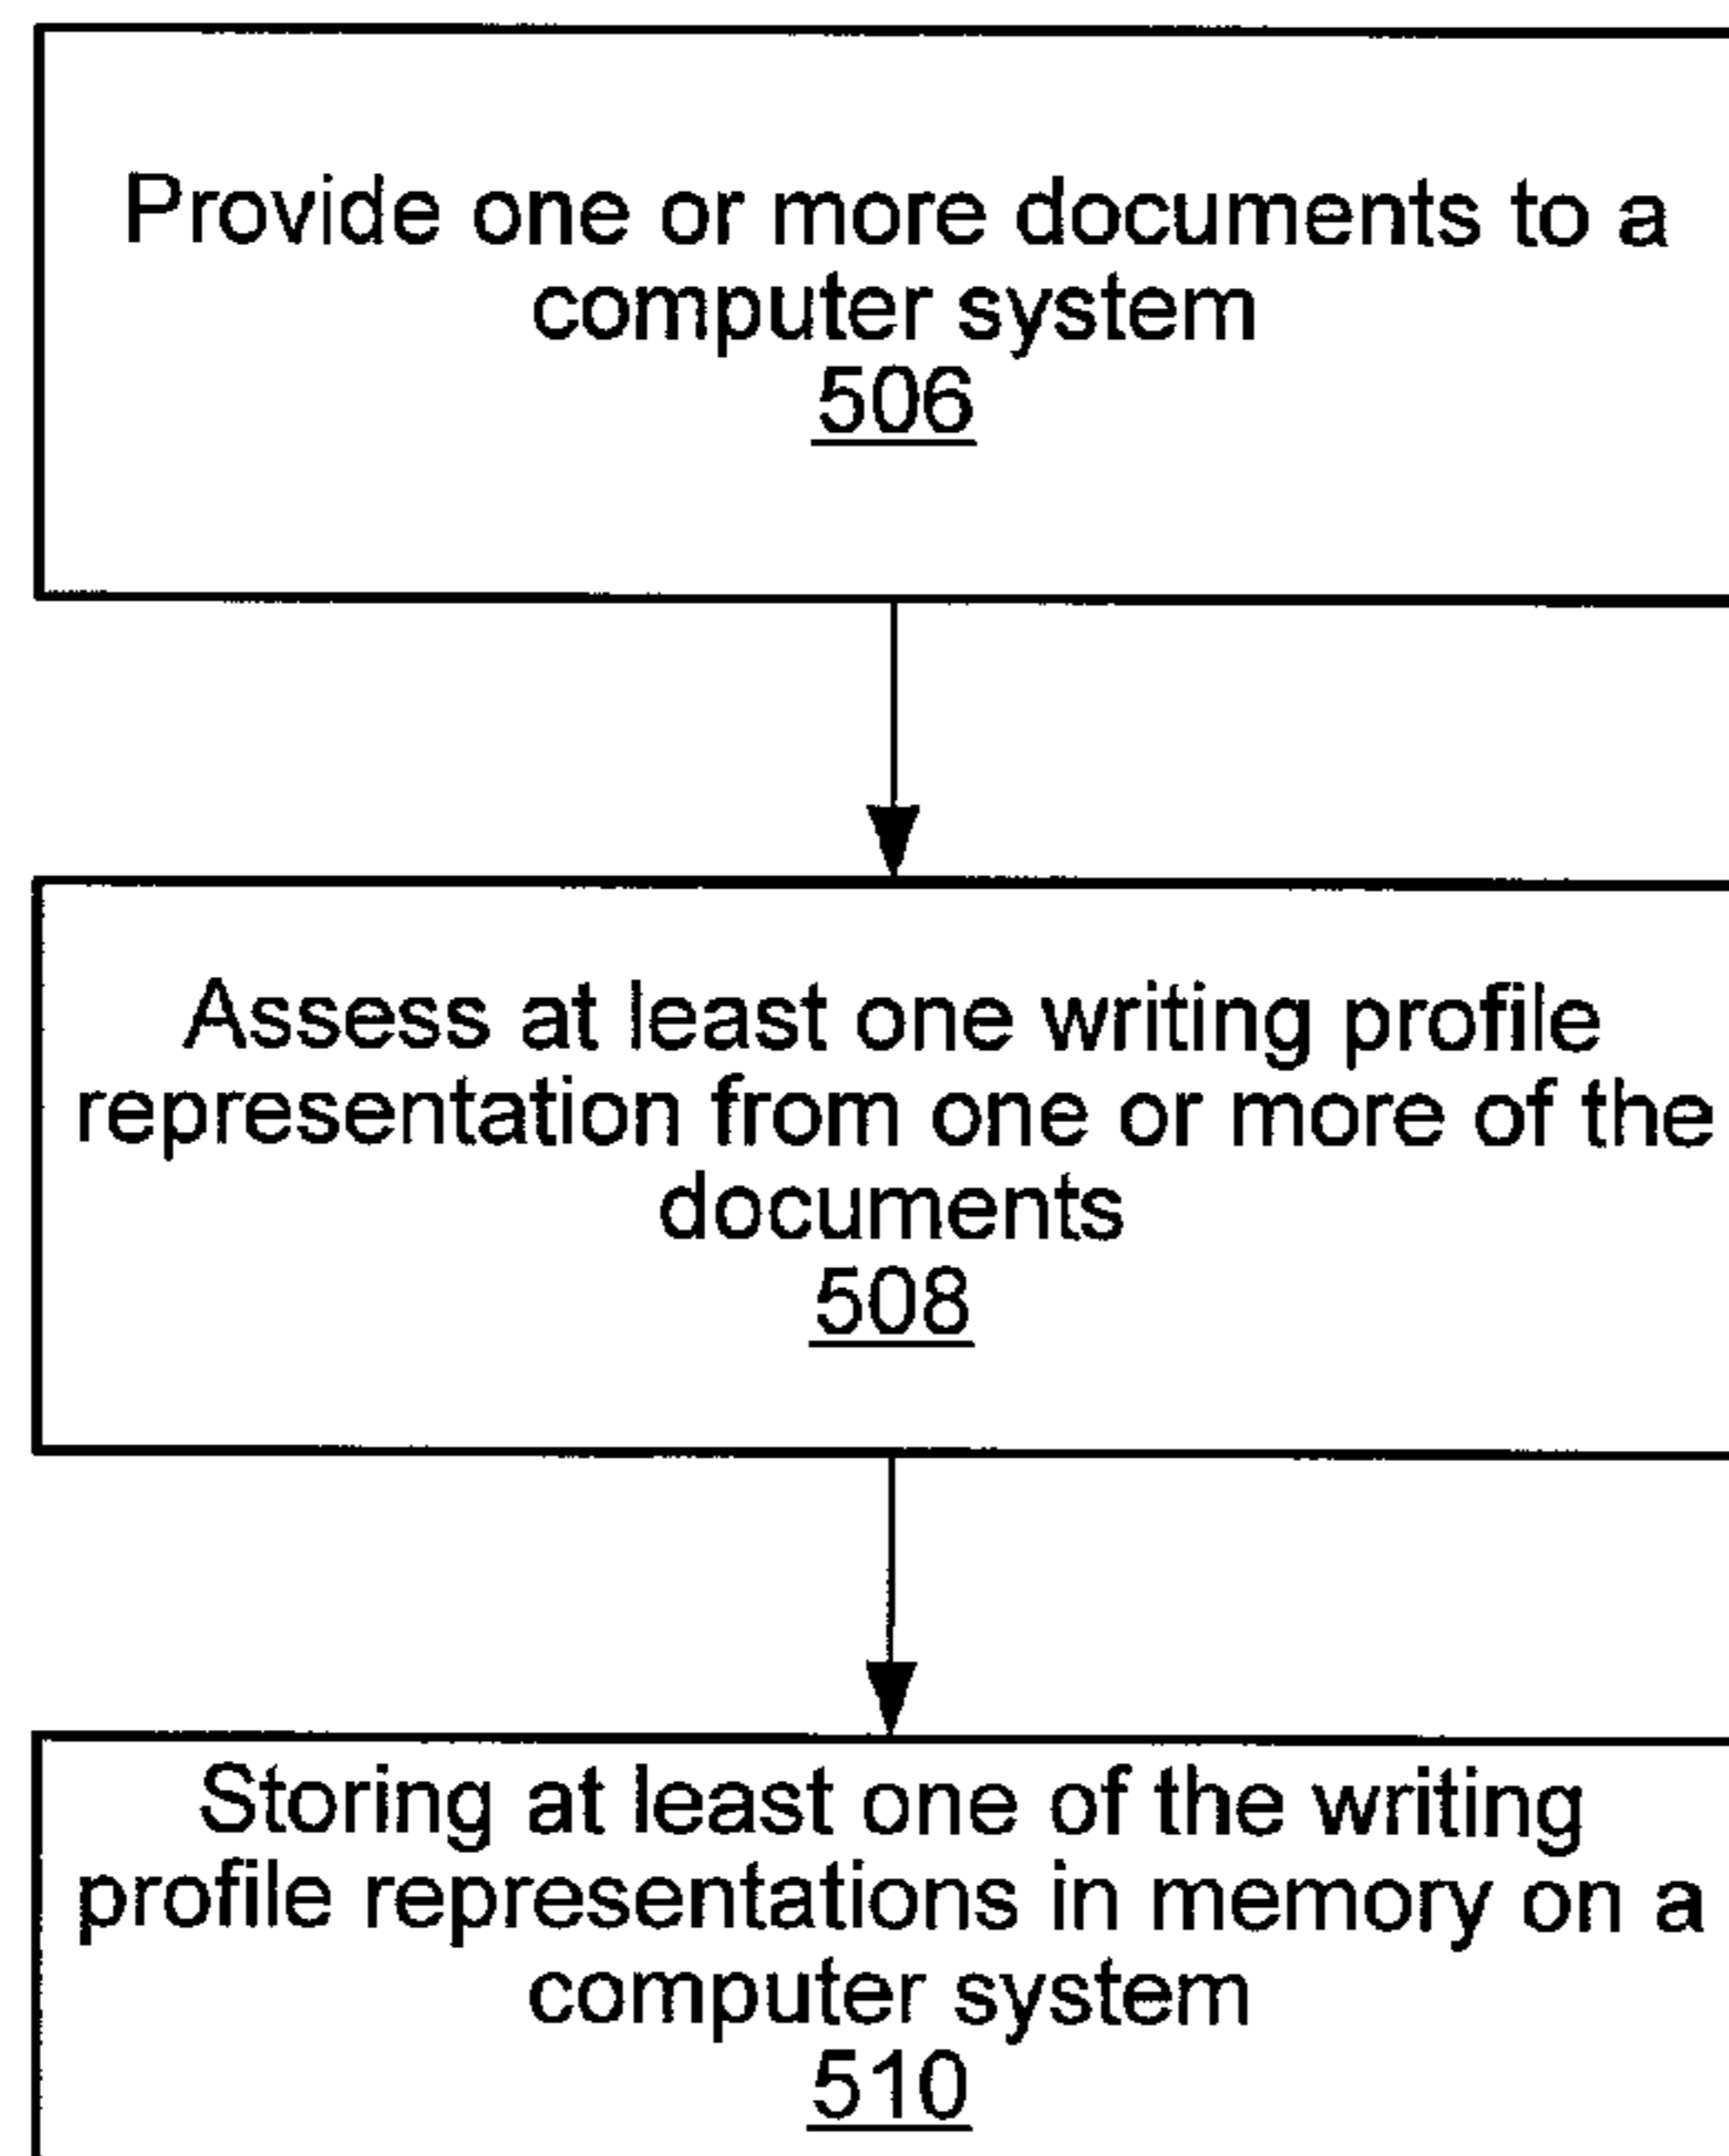 Provide one or more documents to a
computer system
506
Assess at least one writing profile
representation from one or more of the
documents
508
Storing at least one of the writing
profile representations in memory on a
computer system
510